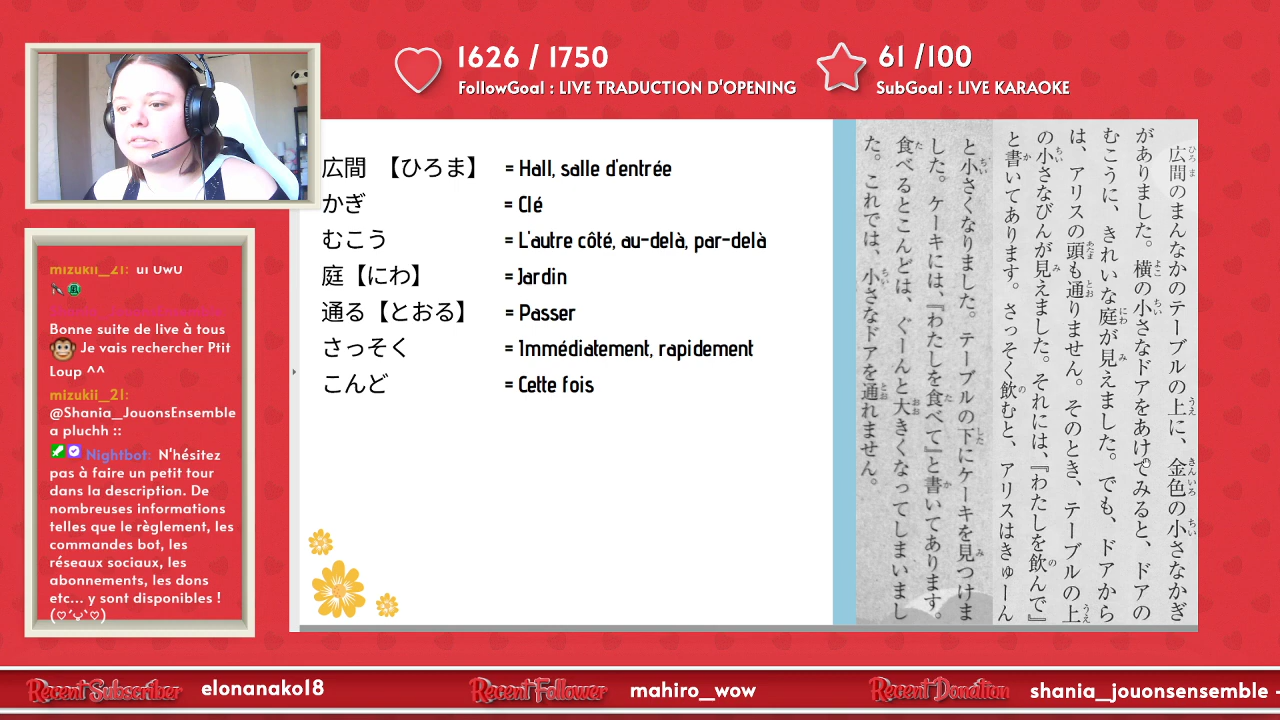 1626 / 1750
FollowGoal : LIVE TRADUCTION D'OPENING
61 /100
SubGoal : LIVE KARAOKE
mizukii_21: ui UwU
Bonne suite de live à tous
Je vais rechercher Ptit
Loup ^^
mizukii_21:
@Shania_JouonsEnsemble
a pluchh ::
Nightbot: N'hésitez
pas à faire un petit tour
dans la description. De
nombreuses informations
telles que le règlement, les
commandes bot, les
réseaux sociaux, les
abonnements, les dons
etc... y sont disponibles !
(♡˘◡˘♡)
広間 【ひろま】 = Hall, salle d'entrée
かぎ = Clé
むこう = L'autre côté, au-delà, par-delà
庭【にわ】 = Jardin
通る【とおる】 = Passer
さっそく = Immédiatement, rapidement
こんど = Cette fois
広間のまんなかのテーブルの上に、金色の小さなかぎ
がありました。横の小さなドアをあけてみると、ドアの
むこうに、きれいな庭が見えました。でも、ドアから
は、アリスの頭も通りません。そのとき、テーブルの上
の小さなびんが見えました。それには、『わたしを飲んで』
と書いてあります。さっそく飲むと、アリスはきゅーん
と小さくなりました。テーブルの下にケーキを見つけま
した。ケーキには、『わたしを食べて』と書いてあります。
食べるとこんどは、ぐーんと大きくなってしまいまし
た。これでは、小さなドアを通れません。
Recent Subscriber elonanako18
Recent Follower mahiro_wow
Recent Donation shania_jouonsensemble -